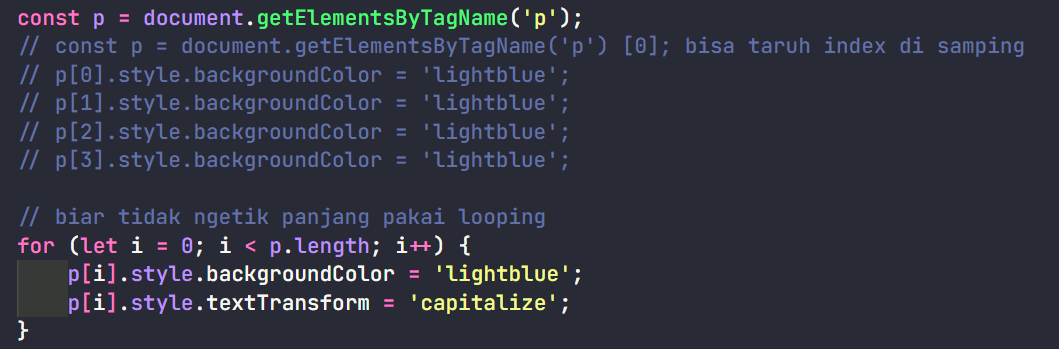 const p = document.getElementsByTagName('p');
// const p = document.getElementsByTagName('p') [0]; bisa taruh index di samping
// p[0].style.backgroundColor = 'lightblue';
// p[1].style.backgroundColor = 'lightblue';
// p[2].style.backgroundColor = 'lightblue';
// p[3].style.backgroundColor = 'lightblue';

// biar tidak ngetik panjang pakai looping
for (let i = 0; i < p.length; i++) {
    p[i].style.backgroundColor = 'lightblue';
    p[i].style.textTransform = 'capitalize';
}